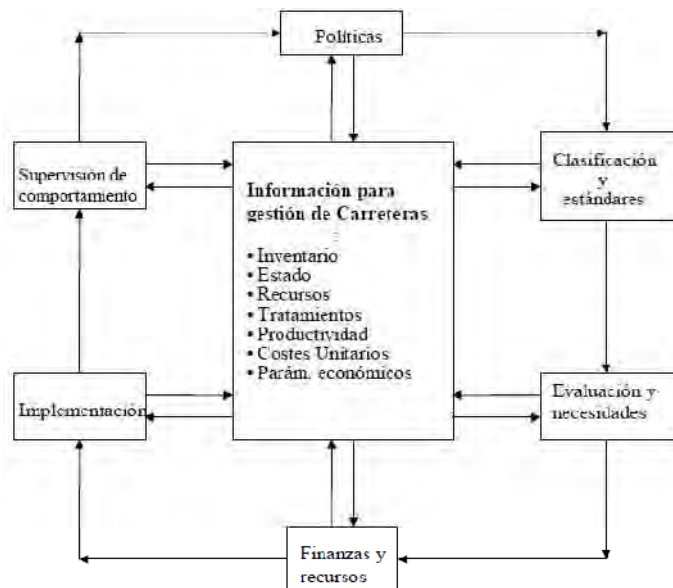 Políticas
Supervisión de
comportamiento
Información para
gestión de Carreteras
• Inventario
• Estado
• Recursos
• Tratamientos
• Productividad
• Costes Unitarios
• Parám. económicos
Clasificación
y
estándares
Implementación
Evaluación y
necesidades
Finanzas y
recursos